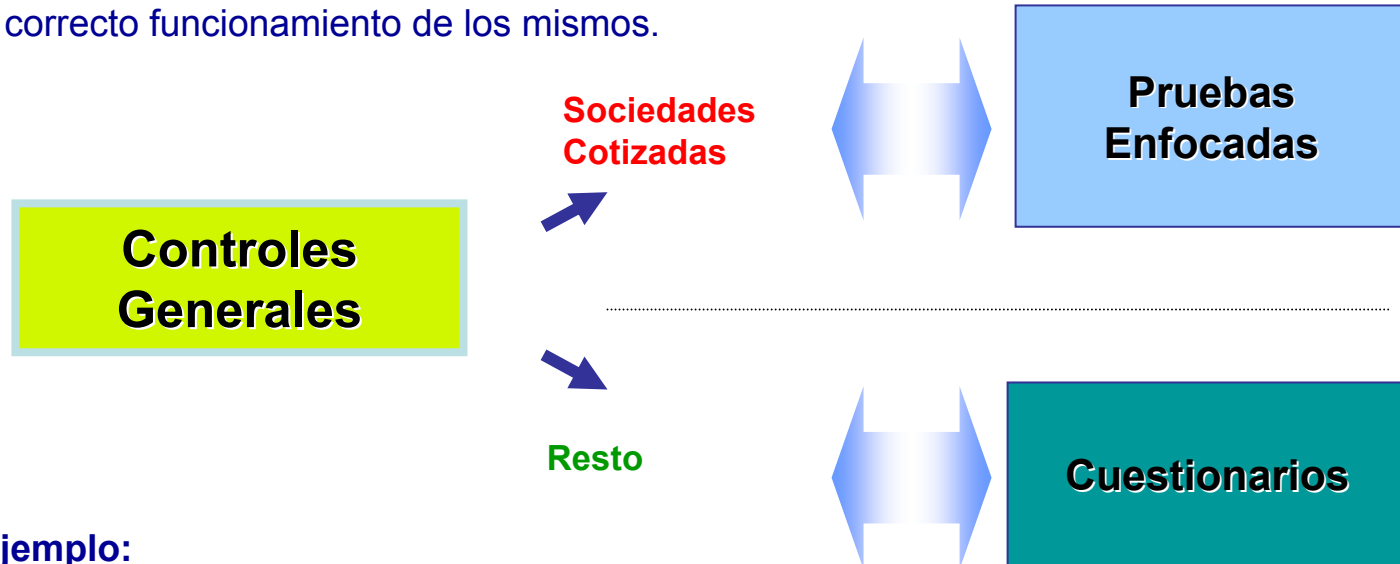 correcto funcionamiento de los mismos.
Sociedades
Cotizadas
Pruebas
Enfocadas
Controles
Generales
Resto
Cuestionarios
jemplo: